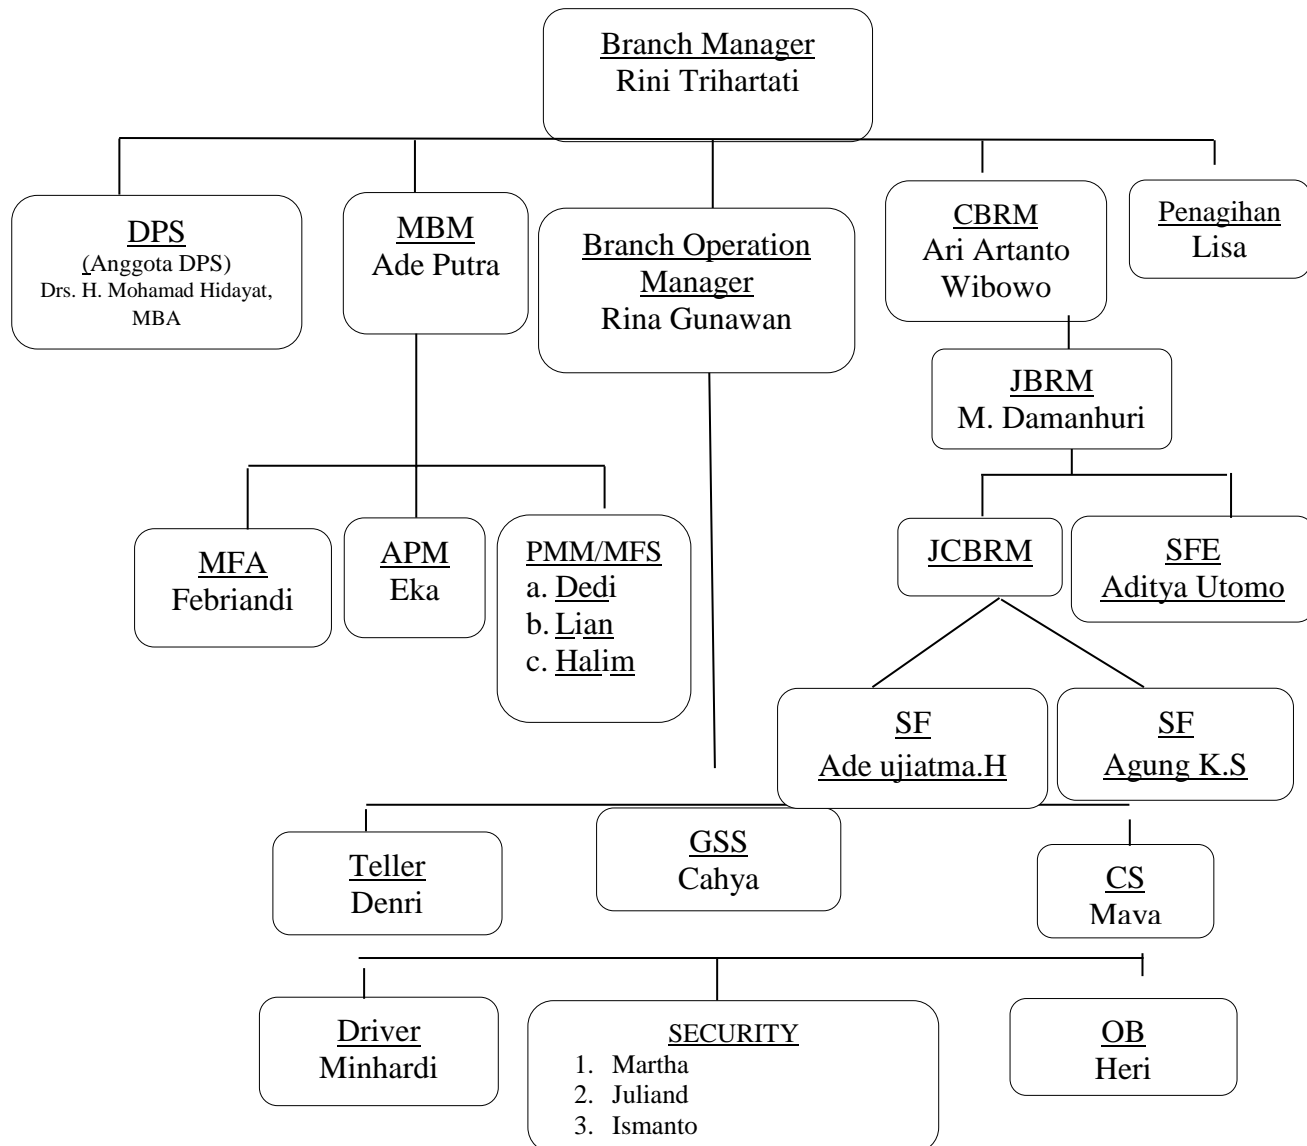 Branch Manager
Rini Trihartati
DPS
(Anggota DPS)
Drs. H. Mohamad Hidayat,
MBA
MBM
Ade Putra
Branch Operation
Manager
Rina Gunawan
CBRM
Ari Artanto
Wibowo
Penagihan
Lisa
JBRM
M. Damanhuri
MFA
Febriandi
APM
Eka
PMM/MFS
a. Dedi
b. Lian
c. Halim
JCBRM
SFE
Aditya Utomo
SF
Ade ujiatma.H
SF
Agung K.S
Teller
Denri
GSS
Cahya
CS
Maya
Driver
Minhardi
SECURITY
1. Martha
2. Juliand
3. Ismanto
OB
Heri